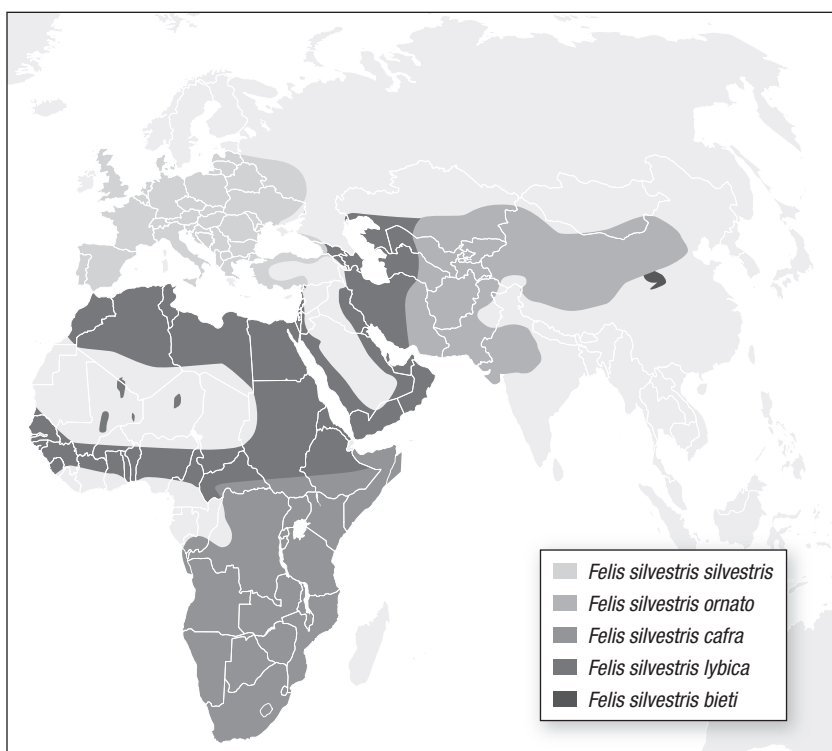 Felis silvestris silvestris
Felis silvestris ornato
Felis silvestris cafra
Felis silvestris lybica
Felis silvestris bieti